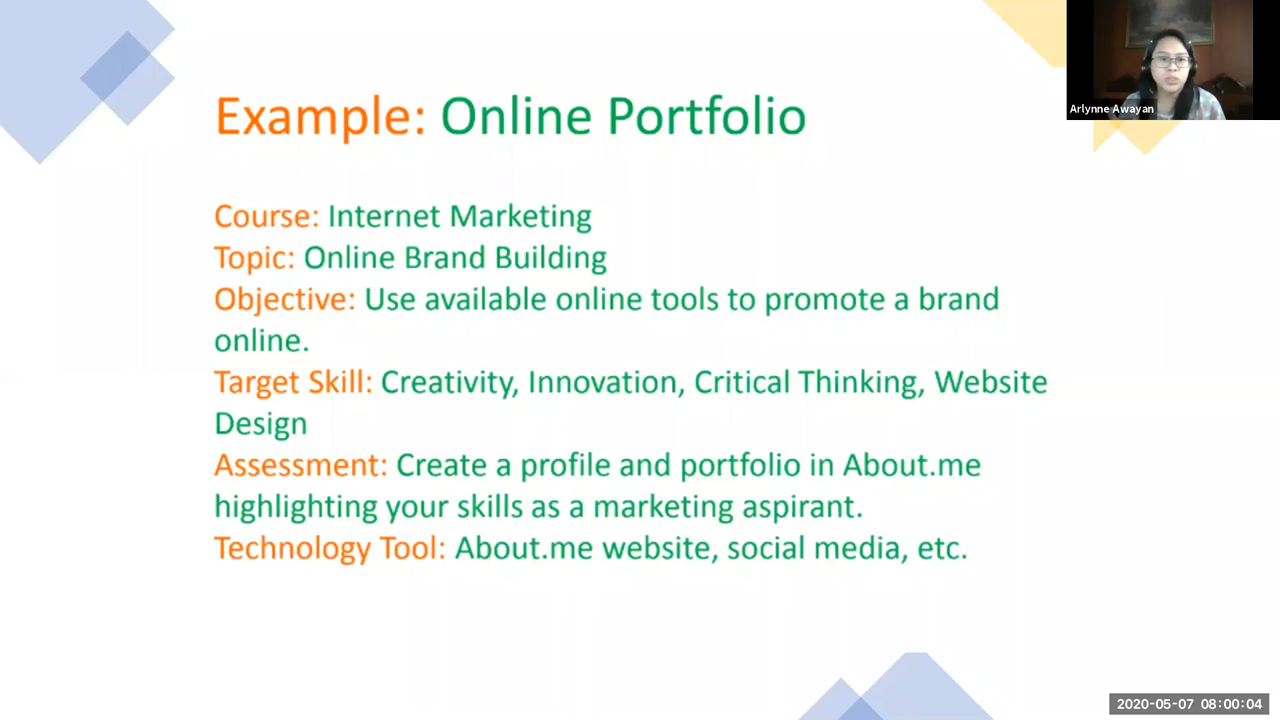 Example: Online Portfolio
Arlynne Awayan
Course: Internet Marketing
Topic: Online Brand Building
Objective: Use available online tools to promote a brand
online.
Target Skill: Creativity, Innovation, Critical Thinking, Website
Design
Assessment: Create a profile and portfolio in About.me
highlighting your skills as a marketing aspirant.
Technology Tool: About.me website, social media, etc.
2020-05-07 08:00:04